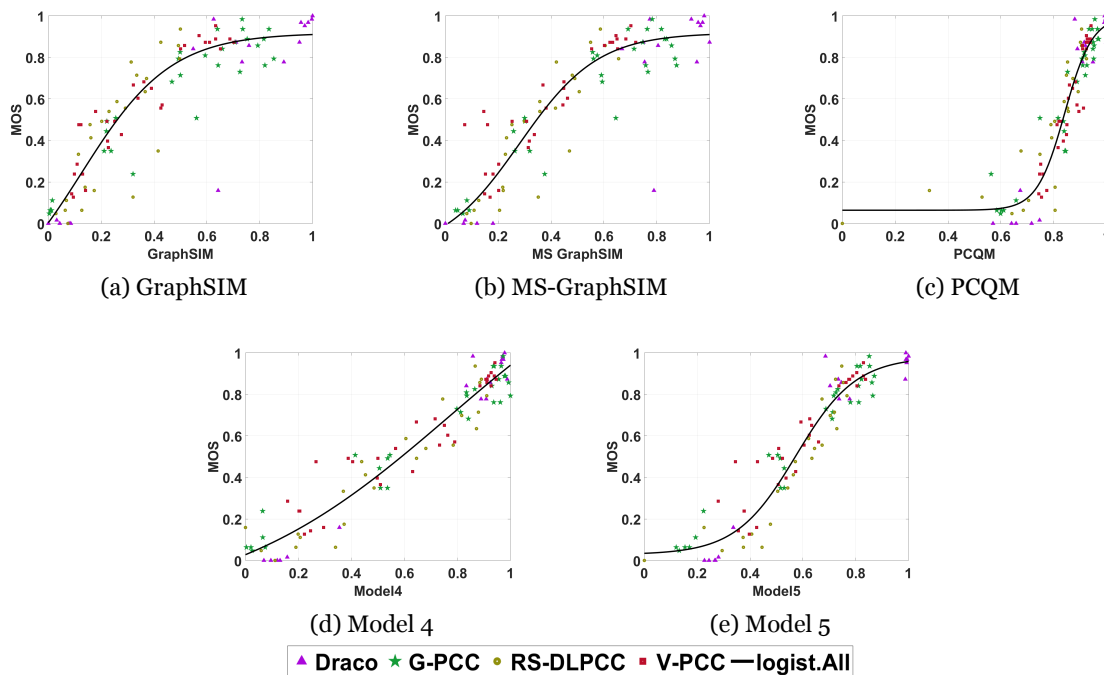 MOS
1
0.8
0.6
0.4
0.2
0
0 0.2 0.4 0.6 0.8 1
GraphSIM
(a) GraphSIM
MOS
1
0.8
0.6
0.4
0.2
0
0 0.2 0.4 0.6 0.8 1
MS GraphSIM
(b) MS-GraphSIM
MOS
1
0.8
0.6
0.4
0.2
0
0 0.2 0.4 0.6 0.8
PCQM
(c) PCQM
MOS
1
0.8
0.6
0.4
0.2
0
0 0.2 0.4 0.6 0.8 1
Model4
(d) Model 4
MOS
1
0.8
0.6
0.4
0.2
0
0 0.2 0.4 0.6 0.8 1
Model5
(e) Model 5
Draco G-PCC RS-DLPCC V-PCC logist.All